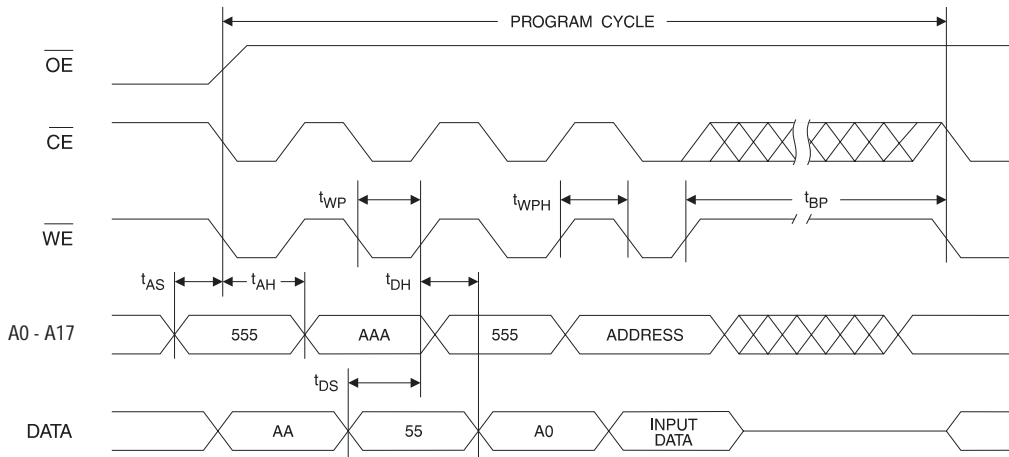 PROGRAM CYCLE
OE
CE
tWP
tWPH
tBP
WE
tAS
tAH
tDH
A0 - A17
555
AAA
555
ADDRESS
tDS
DATA
AA
55
A0
INPUT
DATA